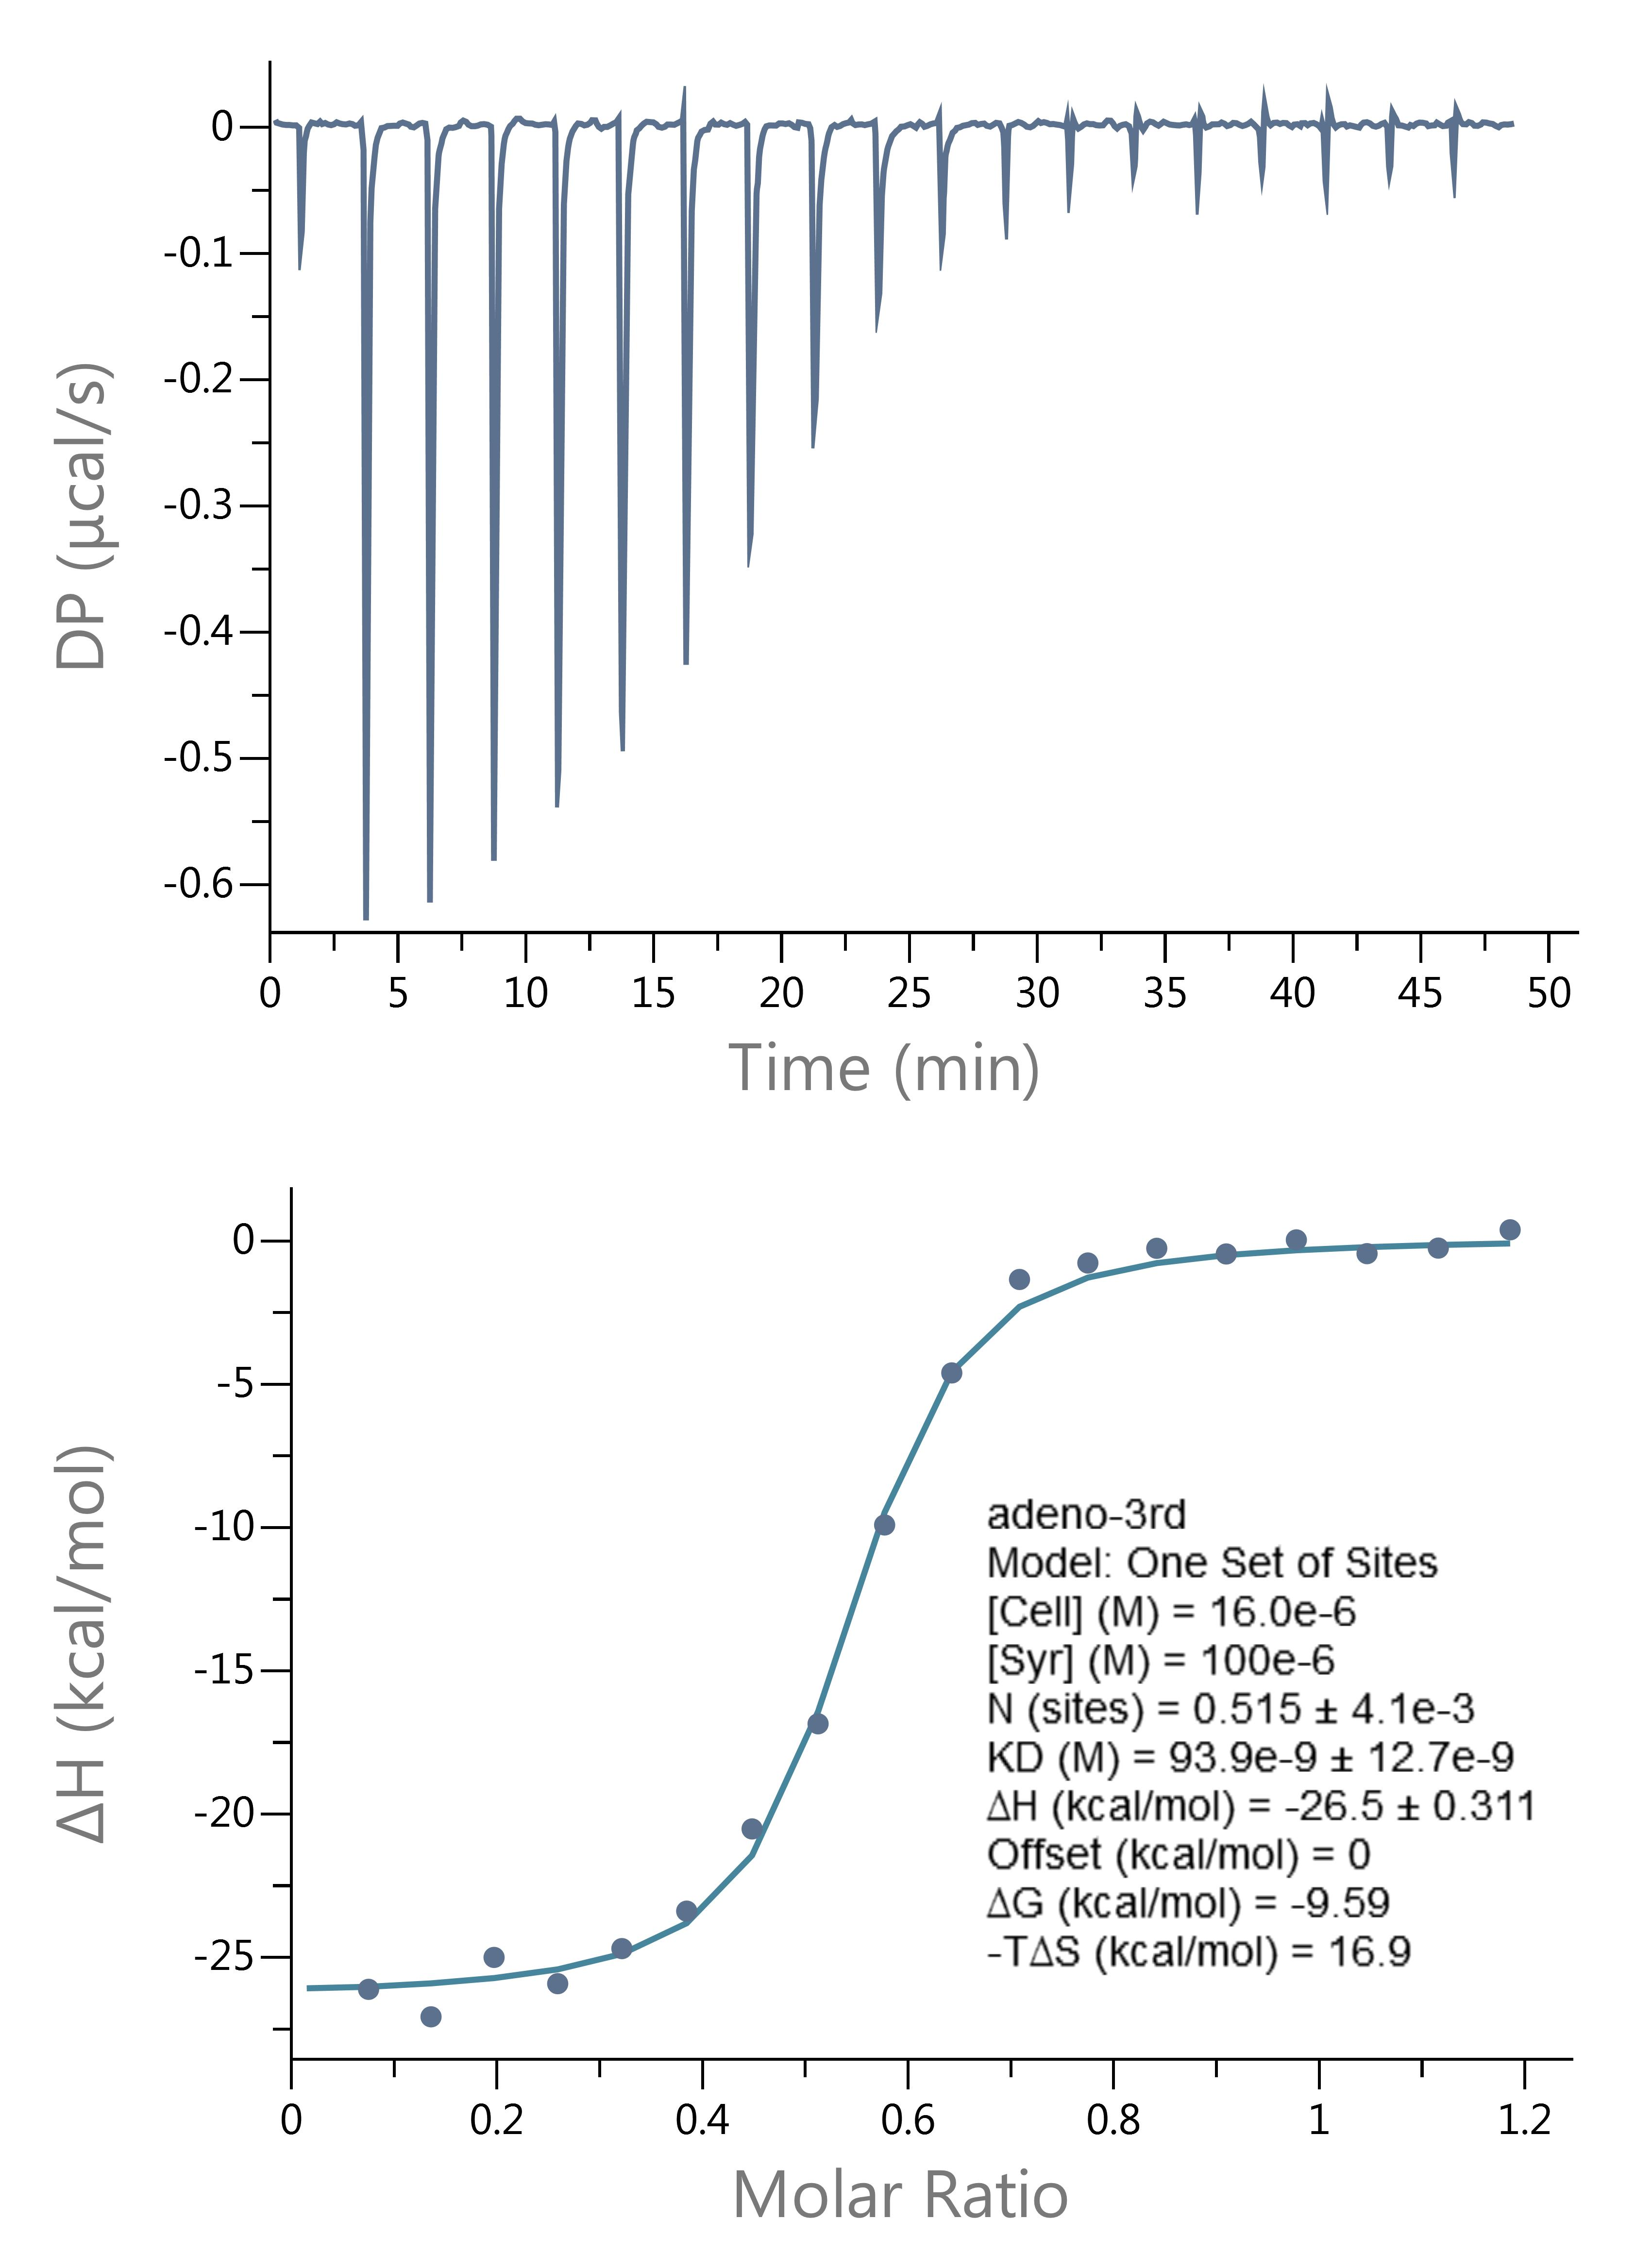 0
-0.1
-0.2
-0.3
-0.4
-0.5
-0.6
DP (µcal/s)
0 5 10 15 20 25 30 35 40 45 50
Time (min)
0
-5
-10
-15
-20
-25
ΔH (kcal/mol)
adeno-3rd
Model: One Set of Sites
[Cell] (M) = 16.0e-6
[Syr] (M) = 100e-6
N (sites) = 0.515 ± 4.1e-3
KD (M) = 93.9e-9 ± 12.7e-9
ΔH (kcal/mol) = -26.5 ± 0.311
Offset (kcal/mol) = 0
ΔG (kcal/mol) = -9.59
-TΔS (kcal/mol) = 16.9
0 0.2 0.4 0.6 0.8 1 1.2
Molar Ratio